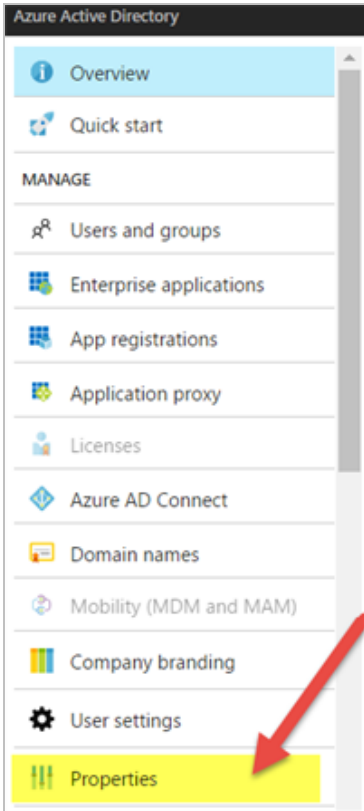 Azure Active Directory
Overview
Quick start
MANAGE
Users and groups
Enterprise applications
App registrations
Application proxy
Licenses
Azure AD Connect
Domain names
Mobility (MDM and MAM)
Company branding
User settings
Properties